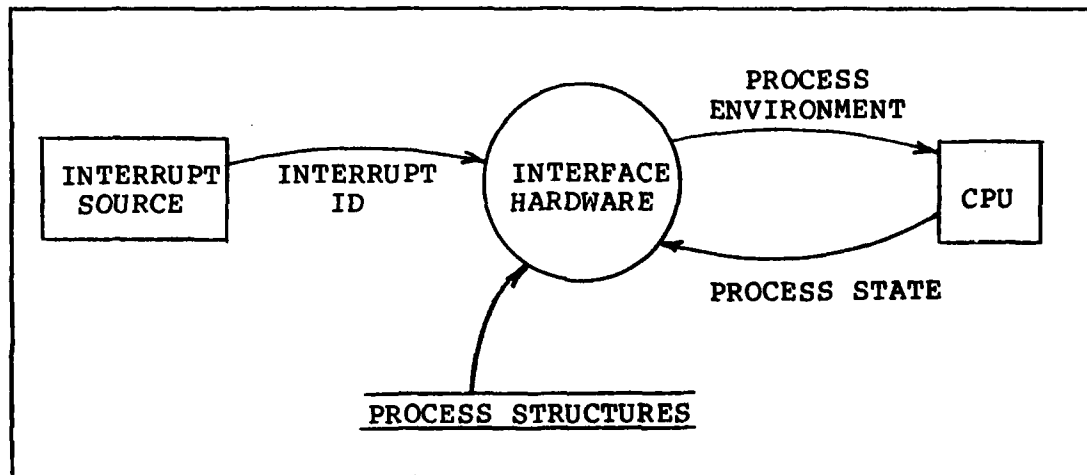 PROCESS
ENVIRONMENT
INTERRUPT
SOURCE
INTERRUPT
ID
INTERFACE
HARDWARE
CPU
PROCESS STATE
PROCESS STRUCTURES